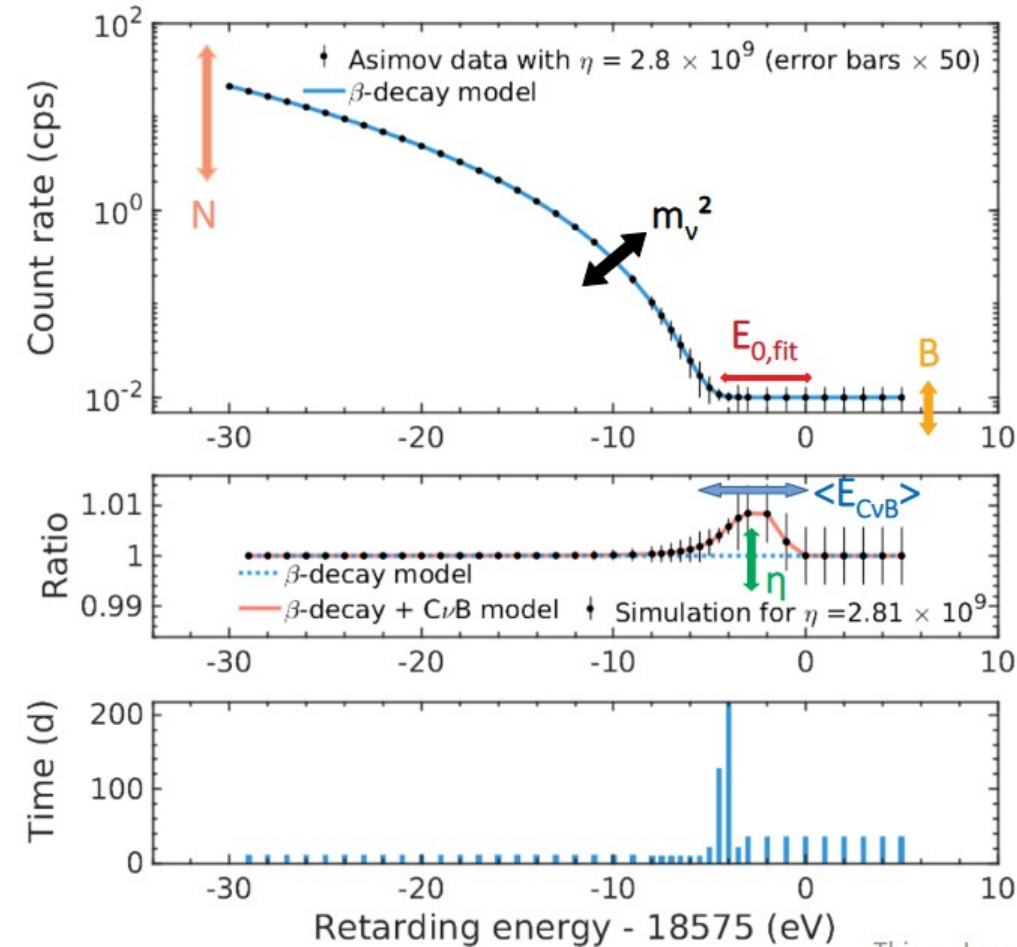 10²
Asimov data with η = 2.8 × 10⁹ (error bars × 50)
β-decay model
N
m_ν²
10⁰
Count rate (cps)
E_0,fit
B
10⁻²
-30 -20 -10 0 10
1.01
<E_CνB>
Ratio
1
β-decay model
η
0.99
β-decay + CνB model Simulation for η =2.81 × 10⁹
-30 -20 -10 0 10
200
Time (d)
100
0
-30 -20 -10 0 10
Retarding energy - 18575 (eV)